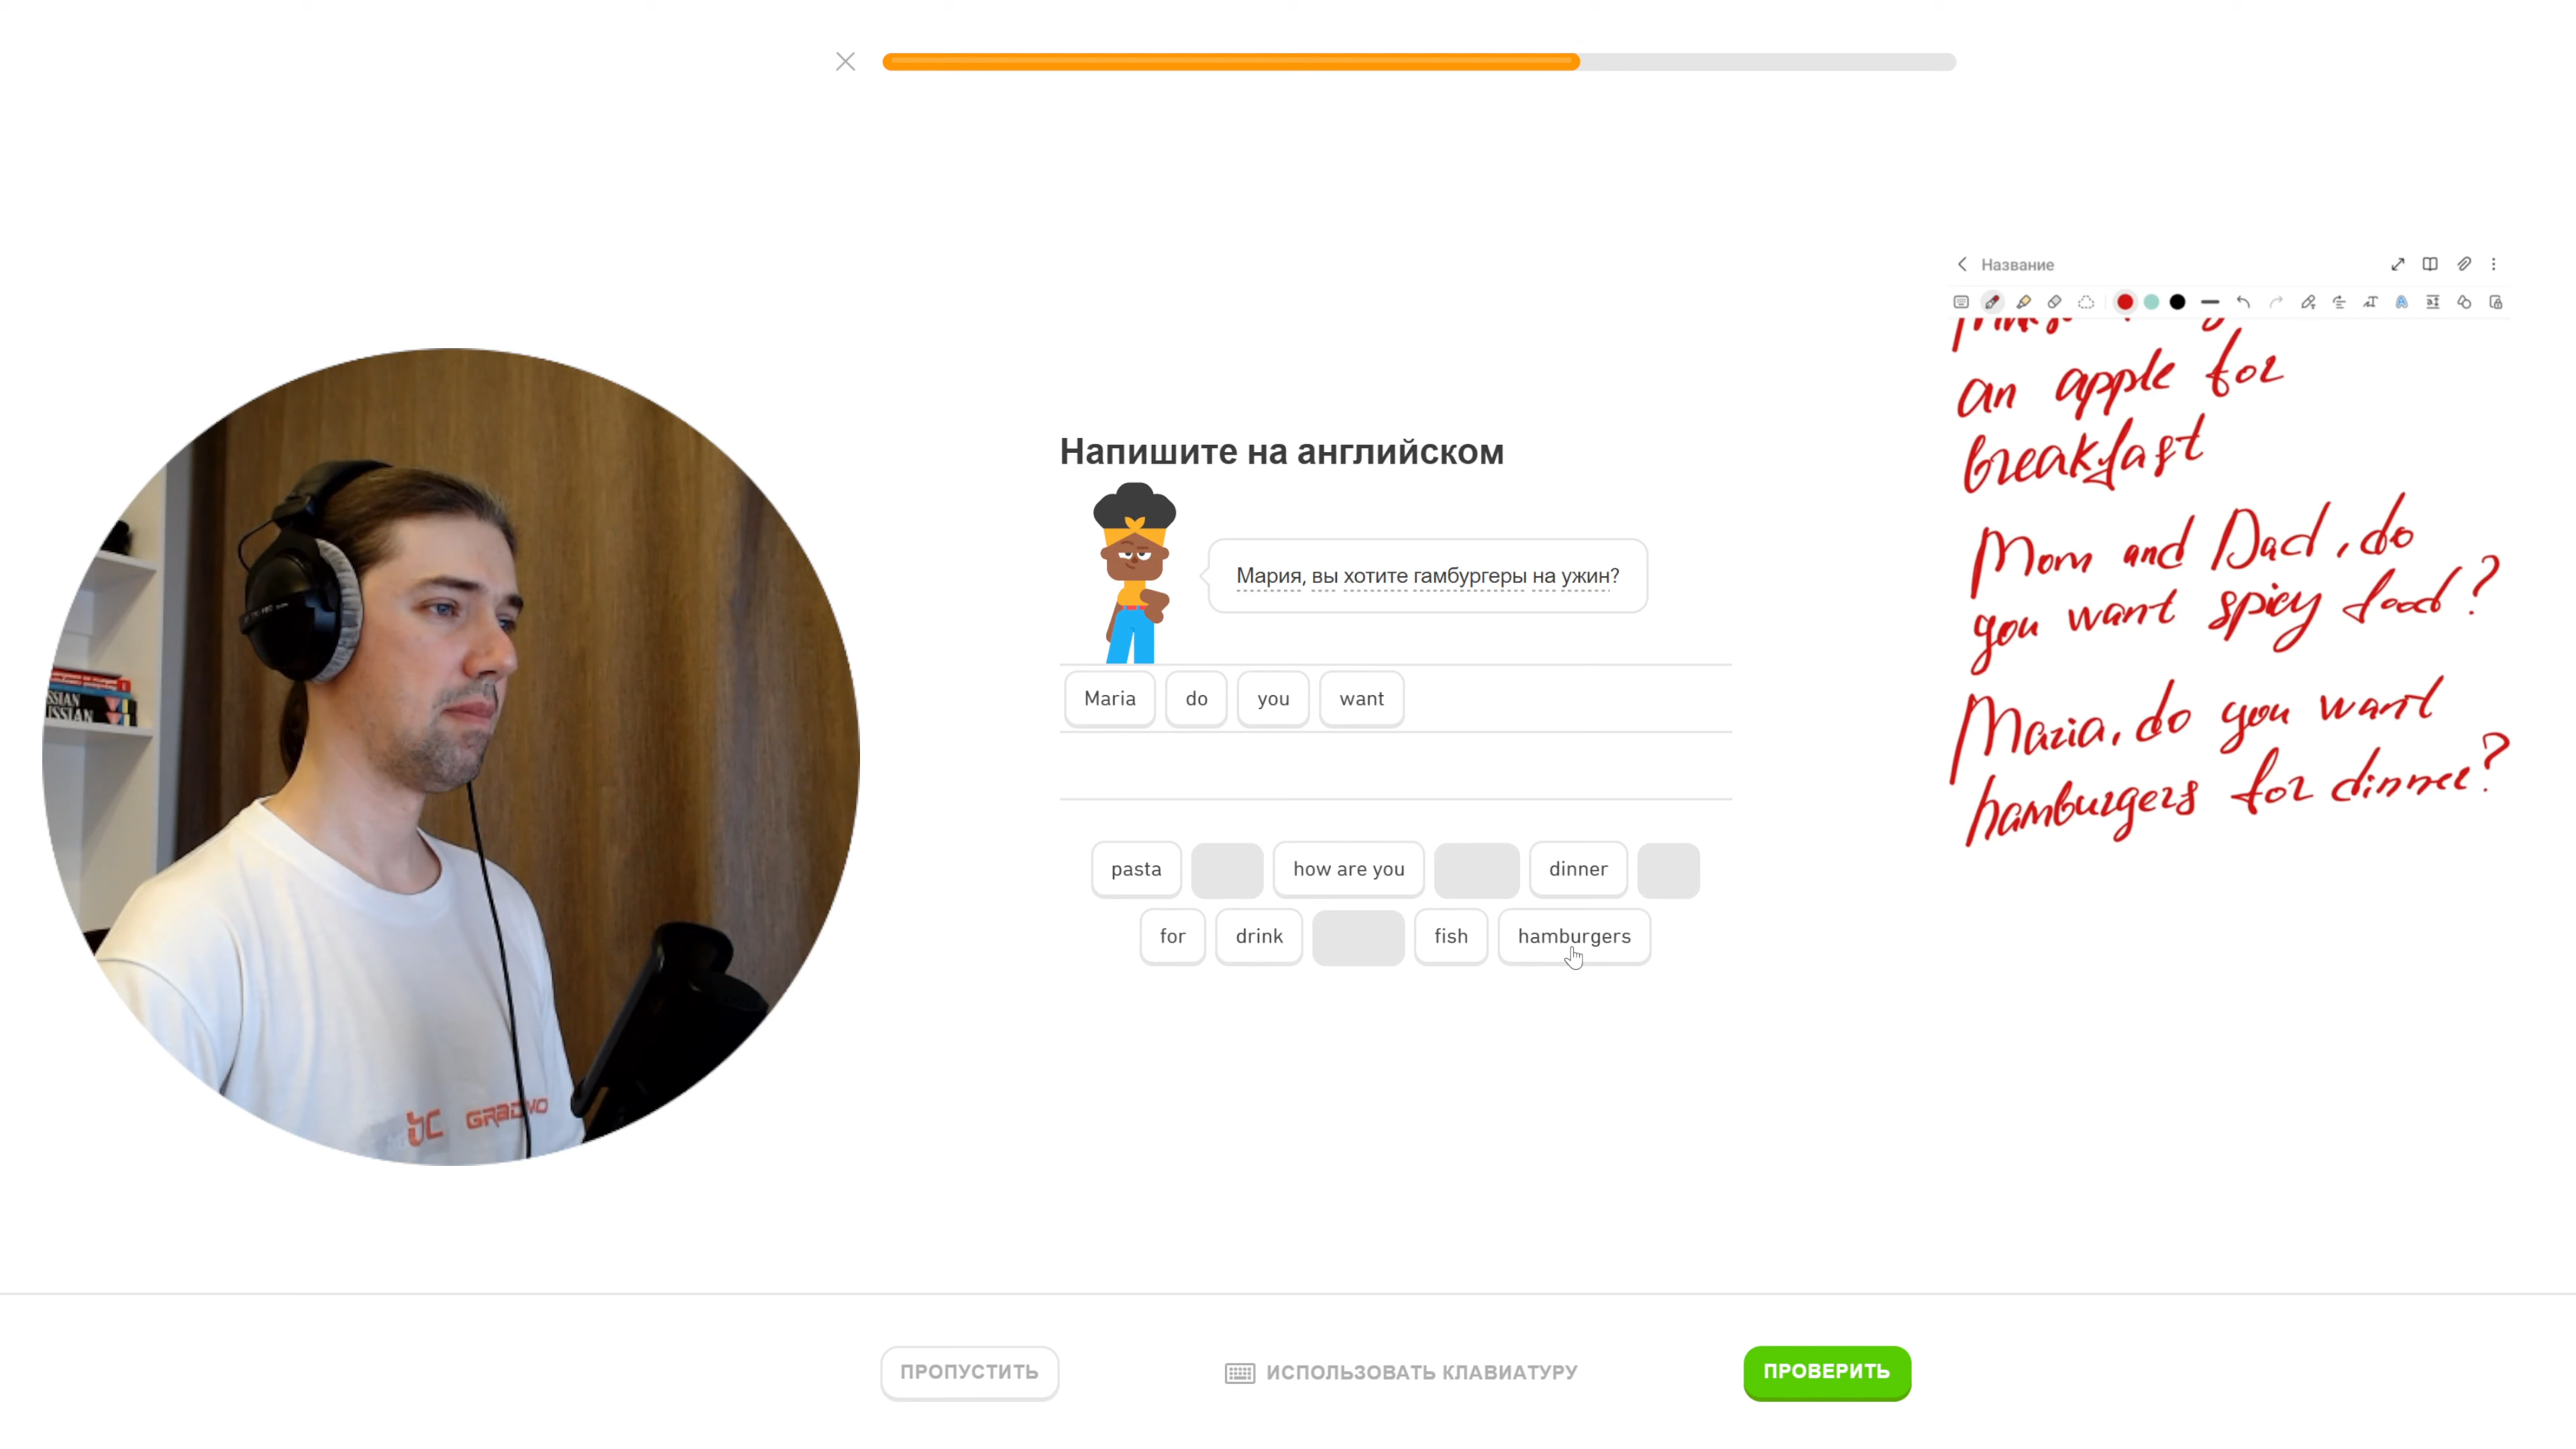 Название
an apple for
breakfast
Mom and Dad, do
you want spicy food?
Maria, do you want
hamburgers for dinner?
Напишите на английском
Мария, вы хотите гамбургеры на ужин?
Maria do you want
pasta how are you dinner
for drink fish hamburgers
ПРОПУСТИТЬ ИСПОЛЬЗОВАТЬ КЛАВИАТУРУ ПРОВЕРИТЬ